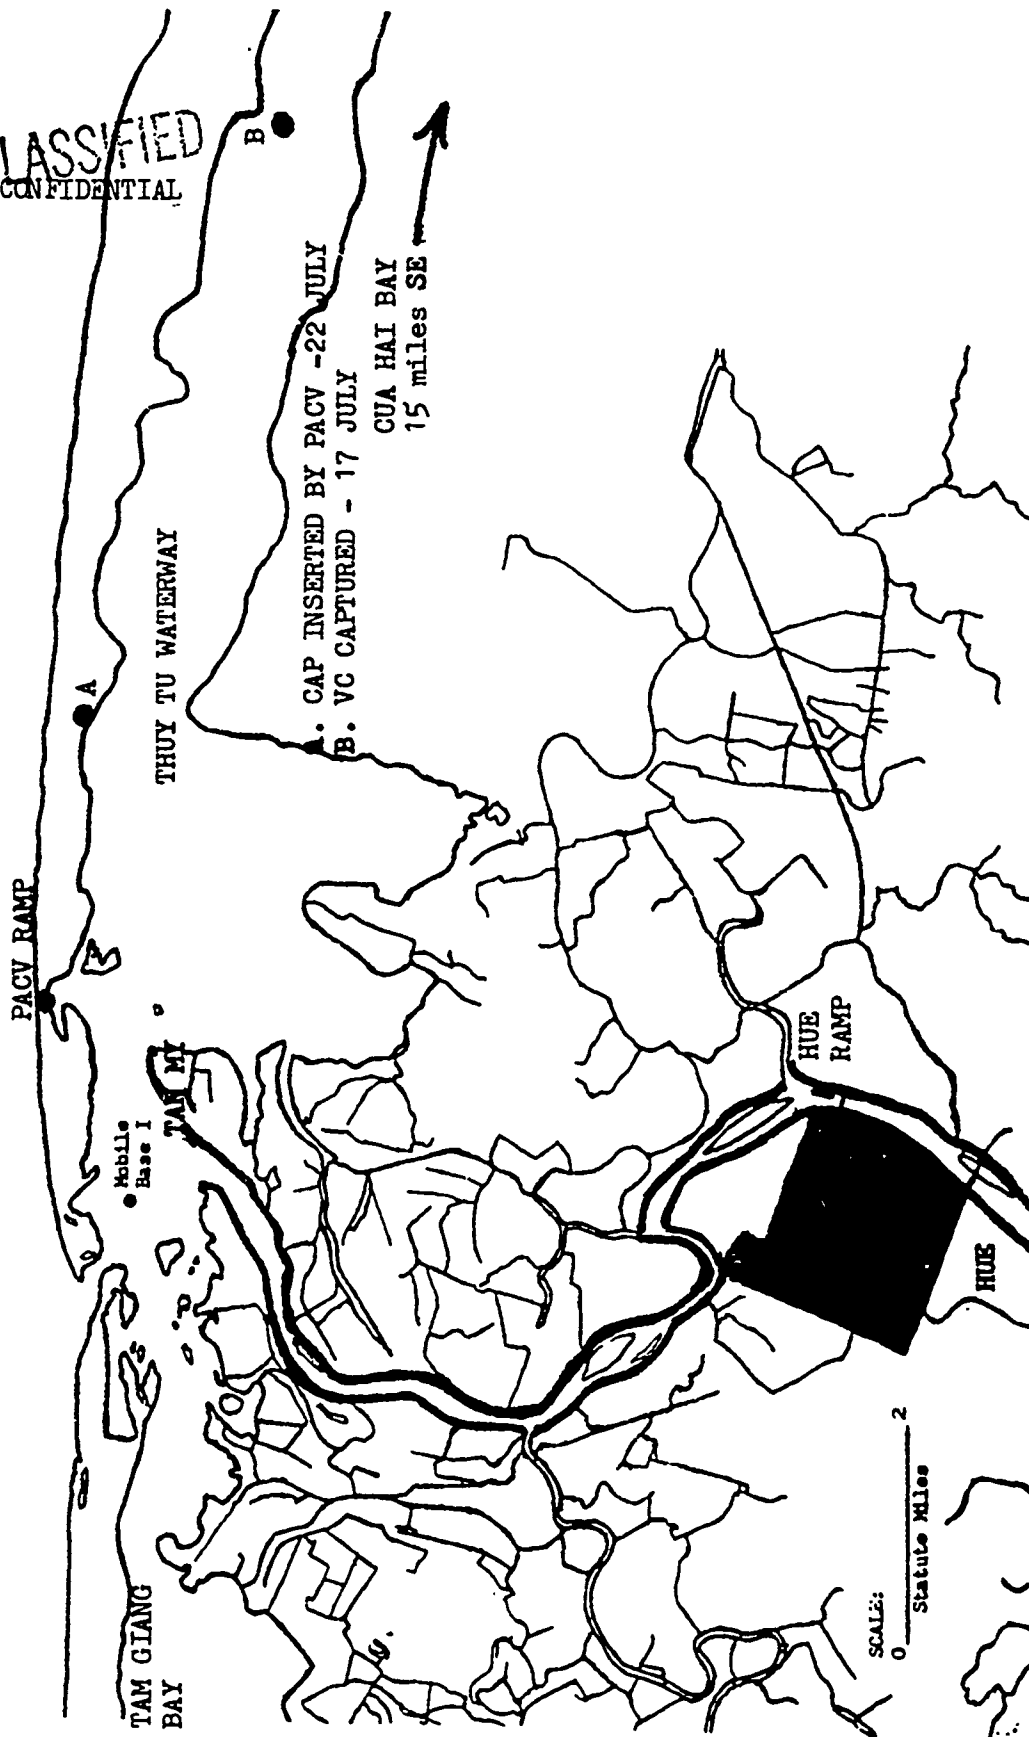 LASSIFIED
CONFIDENTIAL
PACV RAMP
A
B
THUY TU WATERWAY
A. CAP INSERTED BY PACV -22 JULY
B. VC CAPTURED - 17 JULY
CUA HAI BAY
15 miles SE
Mobile
Base I
TAN MY
TAM GIANG
BAY
HUE
RAMP
HUE
SCALE:
0 2
Statute Miles